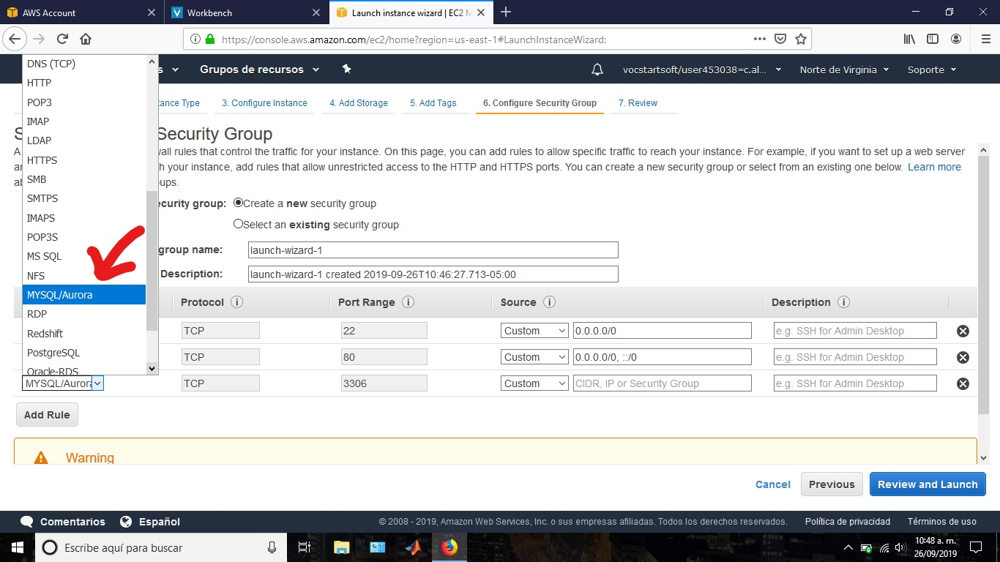 AWS Account
Workbench
Launch instance wizard | EC2 M
https://console.aws.amazon.com/ec2/home?region=us-east-1#LaunchInstanceWizard:
s
Grupos de recursos
vocstartsoft/user453038=c.al...
Norte de Virginia
Soporte
tance Type
3. Configure Instance
4. Add Storage
5. Add Tags
6. Configure Security Group
7. Review
DNS (TCP)
HTTP
POP3
IMAP
LDAP
HTTPS
SMB
SMTPS
IMAPS
POP3S
MS SQL
NFS
MYSQL/Aurora
RDP
Redshift
PostgreSQL
Oracle-RDS
S Security Group
A wall rules that control the traffic for your instance. On this page, you can add rules to allow specific traffic to reach your instance. For example, if you want to set up a web server
an h your instance, add rules that allow unrestricted access to the HTTP and HTTPS ports. You can create a new security group or select from an existing one below. Learn more
ab ups.
ecurity group: Create a new security group
Select an existing security group
group name: launch-wizard-1
Description: launch-wizard-1 created 2019-09-26T10:46:27.713-05:00
Protocol Port Range Source Description
TCP 22 Custom 0.0.0.0/0 e.g. SSH for Admin Desktop
TCP 80 Custom 0.0.0.0/0, ::/0 e.g. SSH for Admin Desktop
MYSQL/Aurora TCP 3306 Custom CIDR, IP or Security Group e.g. SSH for Admin Desktop
Add Rule
Warning
Cancel Previous Review and Launch
Comentarios Español © 2008 - 2019, Amazon Web Services, Inc. o sus empresas afiliadas. Todos los derechos reservados. Política de privacidad Términos de uso
Escribe aquí para buscar
10:48 a. m.
26/09/2019